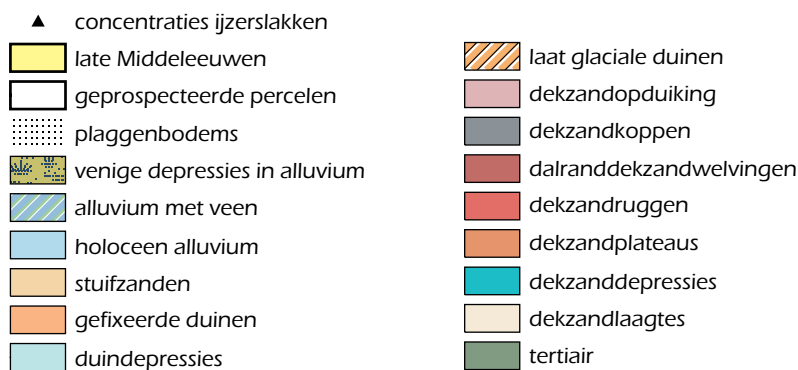 concentraties ijzerslakken
late Middeleeuwen
geprospecteerde percelen
plaggenbodems
venige depressies in alluvium
alluvium met veen
holoceen alluvium
stuifzanden
gefixeerde duinen
duindepressies
laat glaciale duinen
dekzandopduiking
dekzandkoppen
dalranddekzandwelvingen
dekzandruggen
dekzandplateaus
dekzanddepressies
dekzandlaagtes
tertiair